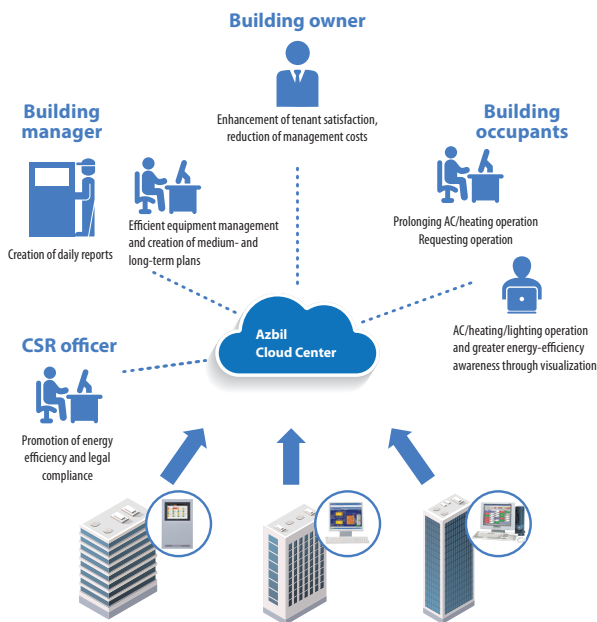 Building owner
Enhancement of tenant satisfaction,
reduction of management costs
Building
manager
Creation of daily reports
Efficient equipment management
and creation of medium- and
long-term plans
Building
occupants
Prolonging AC/heating operation
Requesting operation
AC/heating/lighting operation
and greater energy-efficiency
awareness through visualization
Azbil
Cloud Center
CSR officer
Promotion of energy
efficiency and legal
compliance